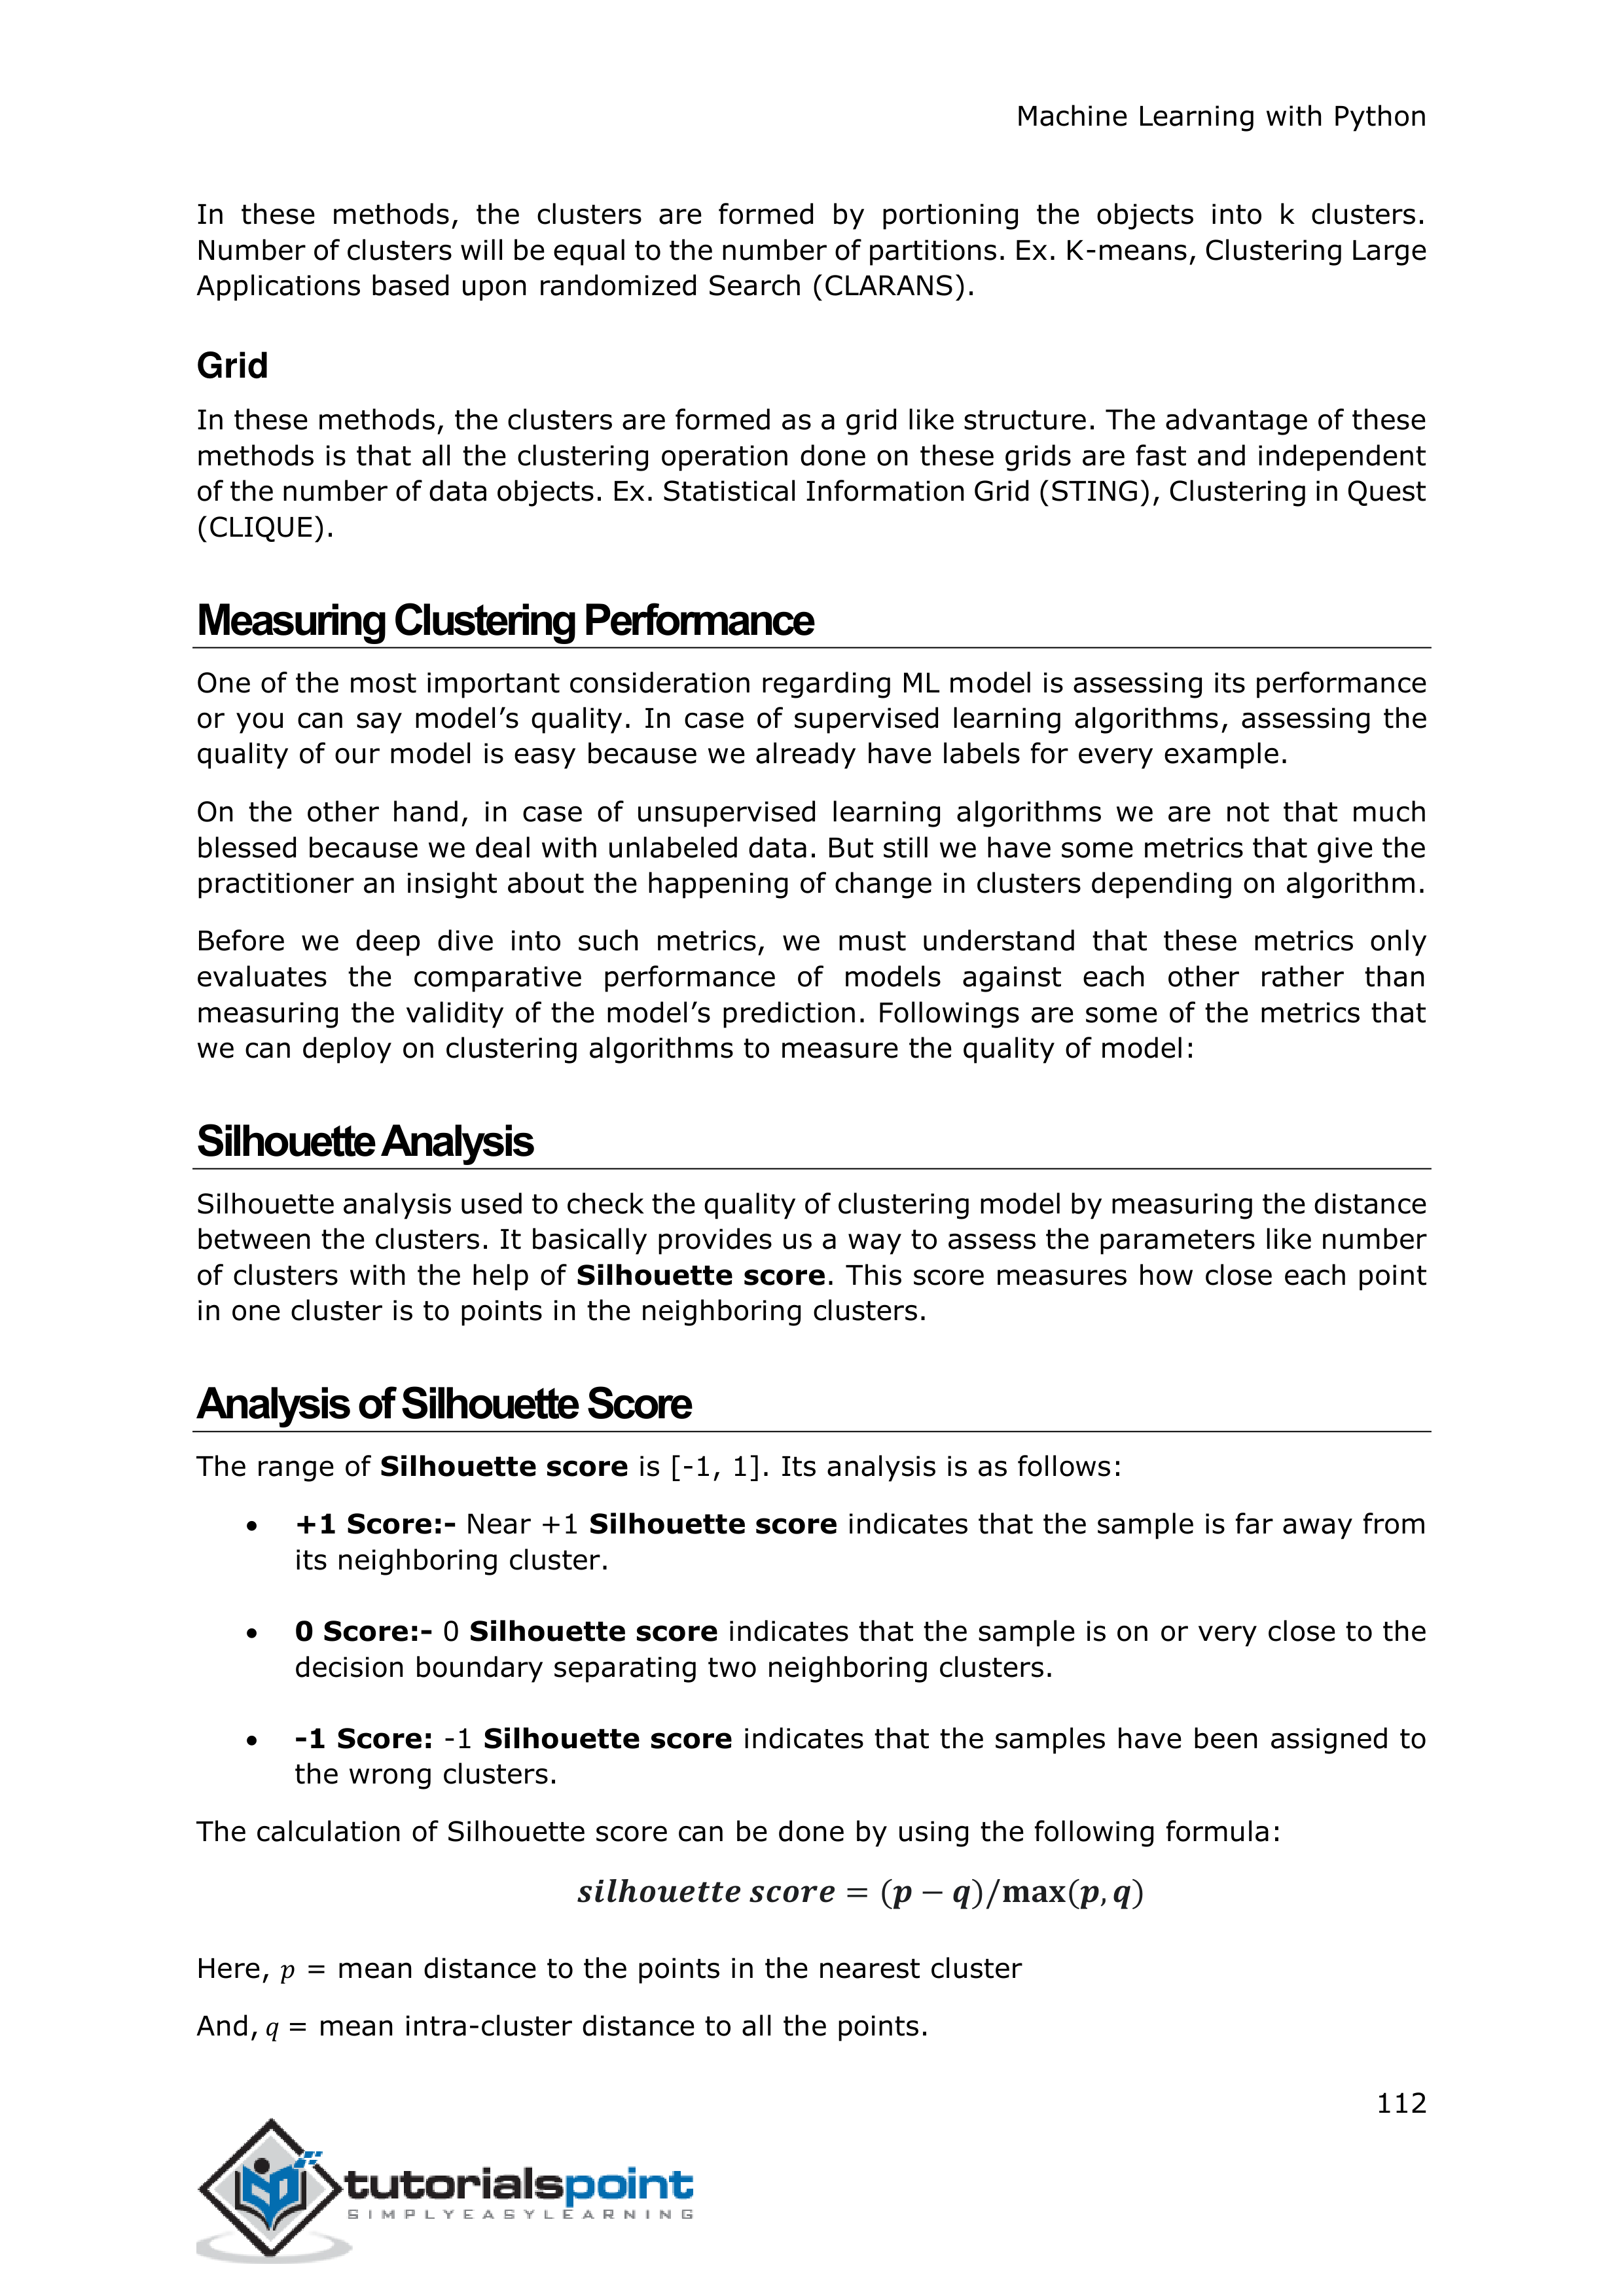 Machine Learning with Python
In these methods, the clusters are formed by portioning the objects into k clusters.
Number of clusters will be equal to the number of partitions. Ex. K-means, Clustering Large
Applications based upon randomized Search (CLARANS).
Grid
In these methods, the clusters are formed as a grid like structure. The advantage of these
methods is that all the clustering operation done on these grids are fast and independent
of the number of data objects. Ex. Statistical Information Grid (STING), Clustering in Quest
(CLIQUE).
Measuring Clustering Performance
One of the most important consideration regarding ML model is assessing its performance
or you can say model’s quality. In case of supervised learning algorithms, assessing the
quality of our model is easy because we already have labels for every example.
On the other hand, in case of unsupervised learning algorithms we are not that much
blessed because we deal with unlabeled data. But still we have some metrics that give the
practitioner an insight about the happening of change in clusters depending on algorithm.
Before we deep dive into such metrics, we must understand that these metrics only
evaluates the comparative performance of models against each other rather than
measuring the validity of the model’s prediction. Followings are some of the metrics that
we can deploy on clustering algorithms to measure the quality of model:
Silhouette Analysis
Silhouette analysis used to check the quality of clustering model by measuring the distance
between the clusters. It basically provides us a way to assess the parameters like number
of clusters with the help of Silhouette score. This score measures how close each point
in one cluster is to points in the neighboring clusters.
Analysis of Silhouette Score
The range of Silhouette score is [-1, 1]. Its analysis is as follows:
• +1 Score:- Near +1 Silhouette score indicates that the sample is far away from
its neighboring cluster.
• 0 Score:- 0 Silhouette score indicates that the sample is on or very close to the
decision boundary separating two neighboring clusters.
• -1 Score: -1 Silhouette score indicates that the samples have been assigned to
the wrong clusters.
The calculation of Silhouette score can be done by using the following formula:
silhouette score = (p − q)/max(p, q)
Here, p = mean distance to the points in the nearest cluster
And, q = mean intra-cluster distance to all the points.
112
tutorialspoint
SIMPLYEASYLEARNING